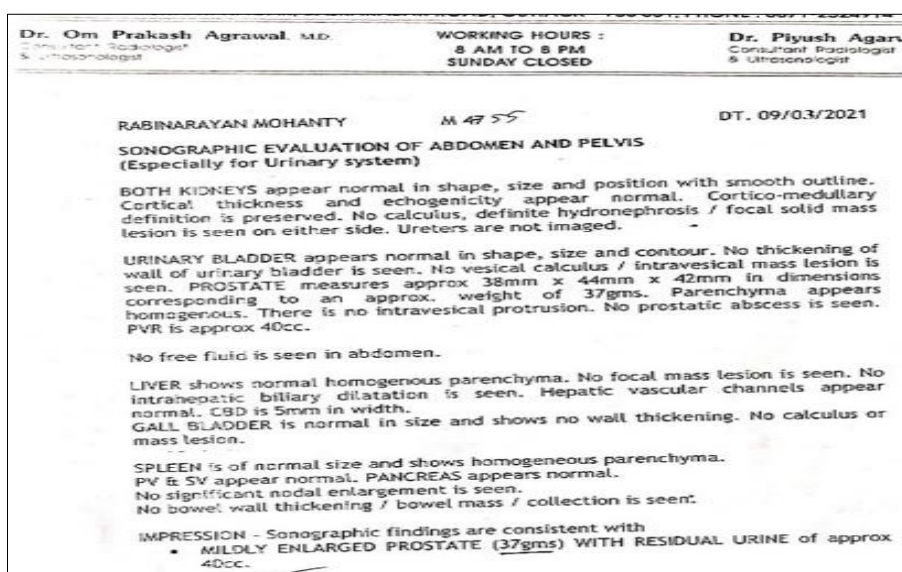 Dr. Om Prakash Agrawal, M.D.
Consultant Radiologist
& Ultrasonologist
WORKING HOURS :
8 AM TO 8 PM
SUNDAY CLOSED
Dr. Piyush Agarw
Consultant Radiologist
& Ultrasonologist
RABINARAYAN MOHANTY M 47 55 DT. 09/03/2021
SONOGRAPHIC EVALUATION OF ABDOMEN AND PELVIS
(Especially for Urinary system)
BOTH KIDNEYS appear normal in shape, size and position with smooth outline.
Cortical thickness and echogenicity appear normal. Cortico-medullary
definition is preserved. No calculus, definite hydronephrosis / focal solid mass
lesion is seen on either side. Ureters are not imaged.
URINARY BLADDER appears normal in shape, size and contour. No thickening of
wall of urinary bladder is seen. No vesical calculus / intravesical mass lesion is
seen. PROSTATE measures approx 38mm x 44mm x 42mm in dimensions
corresponding to an approx. weight of 37gms. Parenchyma appears
homogenous. There is no intravesical protrusion. No prostatic abscess is seen.
PVR is approx 40cc.
No free fluid is seen in abdomen.
LIVER shows normal homogenous parenchyma. No focal mass lesion is seen. No
intrahepatic biliary dilatation is seen. Hepatic vascular channels appear
normal. CBD is 5mm in width.
GALL BLADDER is normal in size and shows no wall thickening. No calculus or
mass lesion.
SPLEEN is of normal size and shows homogeneous parenchyma.
PV & SV appear normal. PANCREAS appears normal.
No significant nodal enlargement is seen.
No bowel wall thickening / bowel mass / collection is seen.
IMPRESSION - Sonographic findings are consistent with
• MILDLY ENLARGED PROSTATE (37gms) WITH RESIDUAL URINE of approx
40cc.